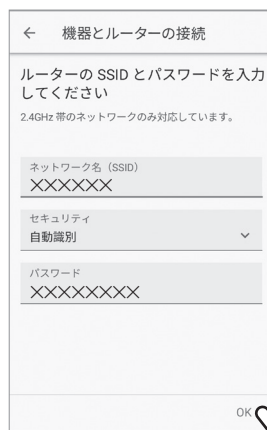 ← 機器とルーターの接続
ルーターの SSID とパスワードを入力
してください
2.4GHz 帯のネットワークのみ対応しています。
ネットワーク名（SSID）
××××××
セキュリティ
自動識別
パスワード
××××××××
OK